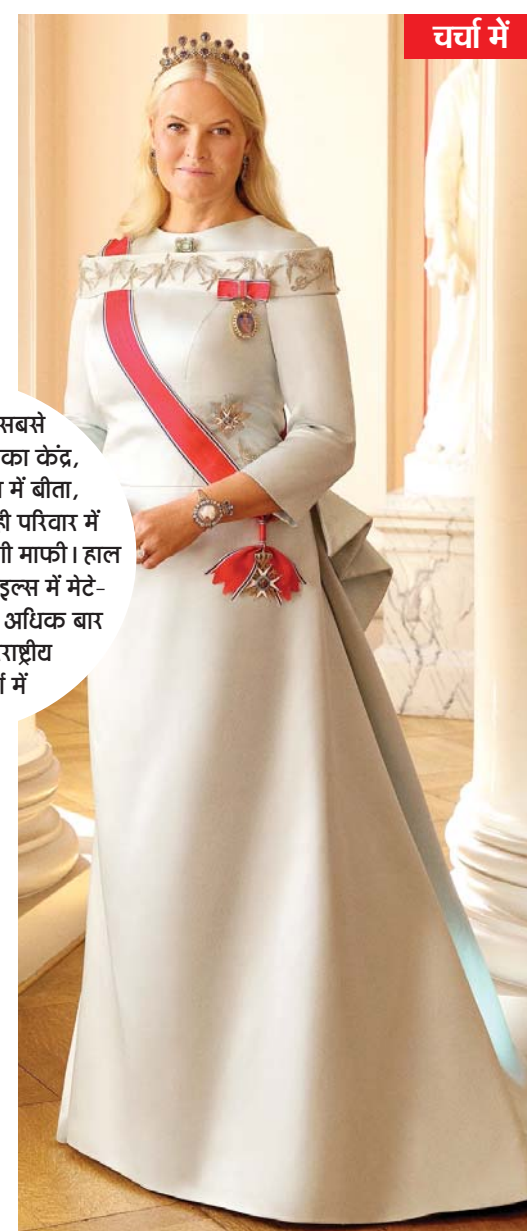 चर्चा में
सबसे
का केंद्र,
में बीता,
ही परिवार में
माफी। हाल
इल्स में मेटे-
अधिक बार
राष्ट्रीय
में